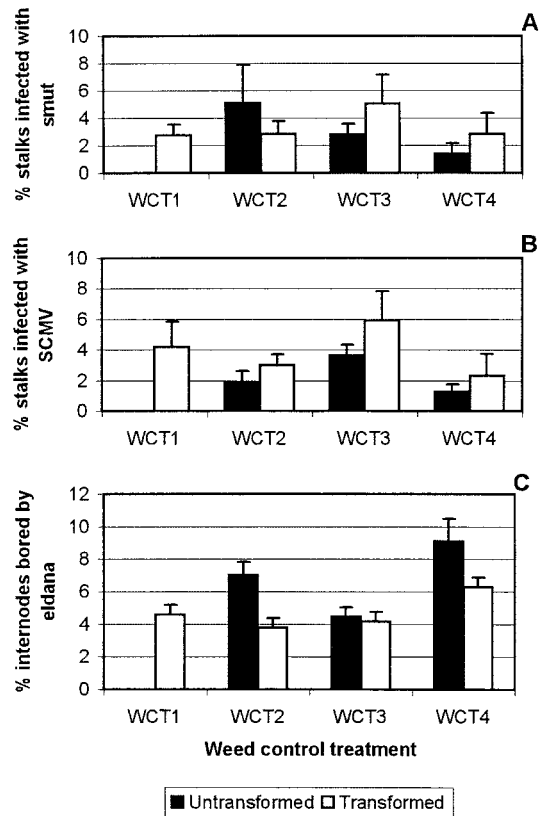 A
% stalks infected with
smut
10
8
6
4
2
0
WCT1 WCT2 WCT3 WCT4
B
% stalks infected with
SCMV
10
8
6
4
2
0
WCT1 WCT2 WCT3 WCT4
C
% internodes bored by
eldana
12
10
8
6
4
2
0
WCT1 WCT2 WCT3 WCT4
Weed control treatment
Untransformed Transformed